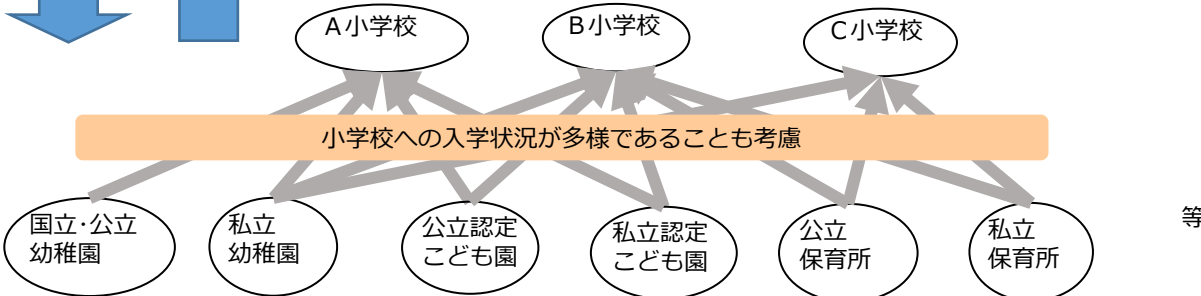 A小学校
B小学校
C小学校
小学校への入学状況が多様であることも考慮
国立・公立
幼稚園
私立
幼稚園
公立認定
こども園
私立認定
こども園
公立
保育所
私立
保育所
等